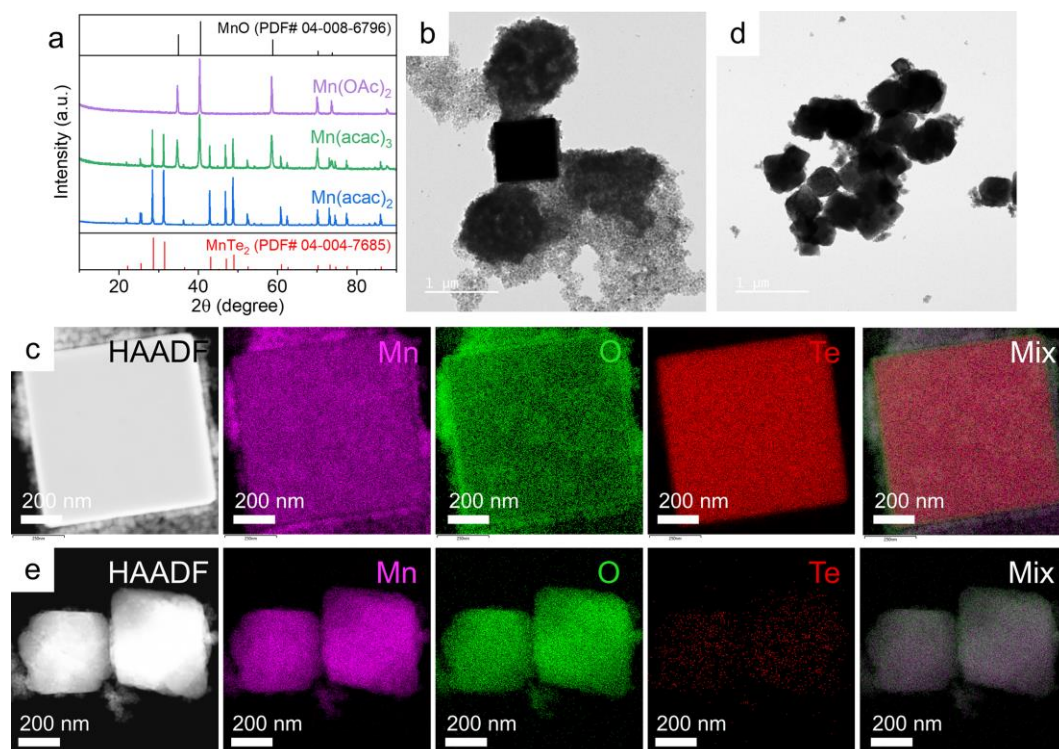 a
MnO (PDF# 04-008-6796)
Mn(OAc)₂
Mn(acac)₃
Mn(acac)₂
MnTe₂ (PDF# 04-004-7685)
Intensity (a.u.)
20 40 60 80
2θ (degree)
b
1 μm
d
1 μm
c HAADF Mn O Te Mix
200 nm 200 nm 200 nm 200 nm 200 nm
e HAADF Mn O Te Mix
200 nm 200 nm 200 nm 200 nm 200 nm